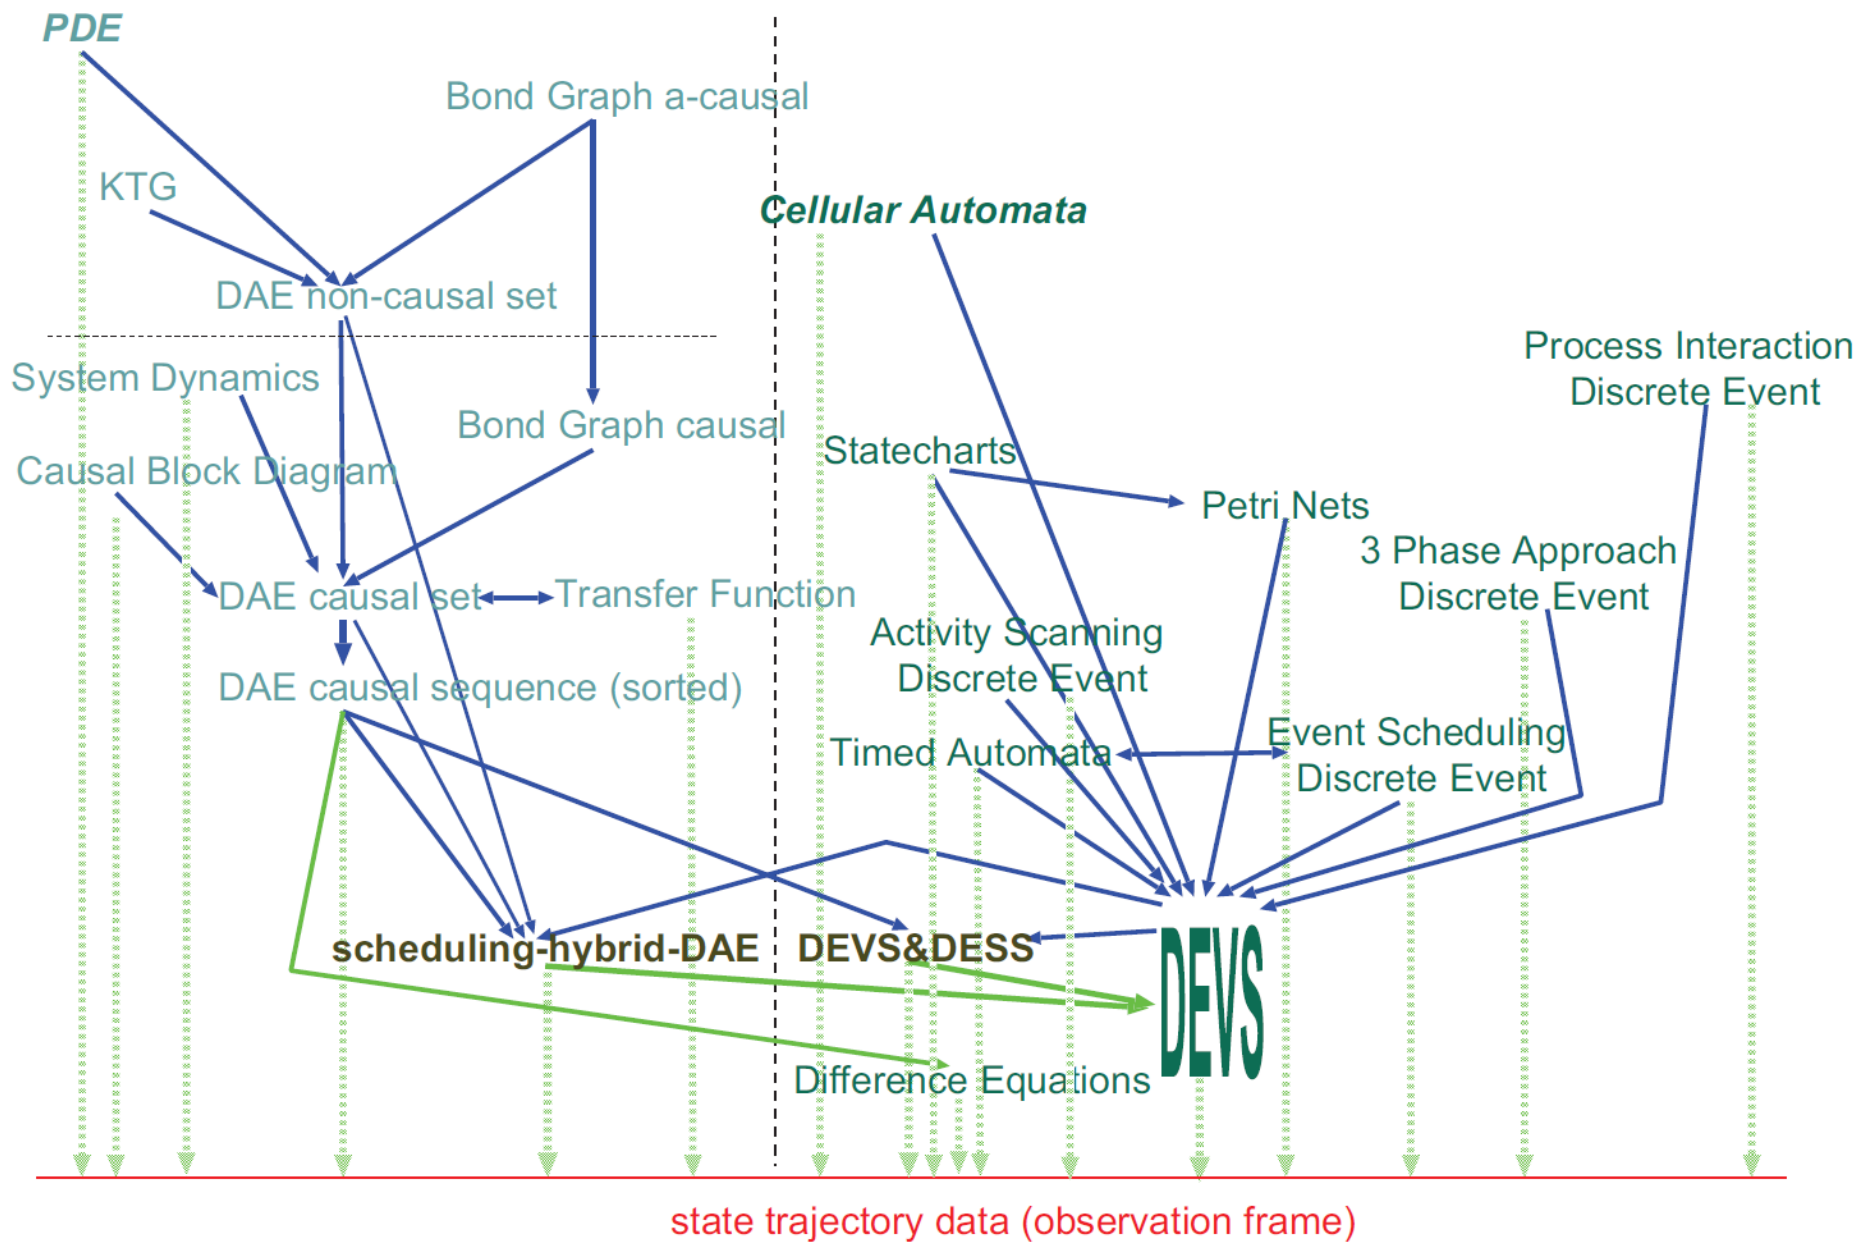 PDE
Bond Graph a-causal
KTG
Cellular Automata
DAE non-causal set
Process Interaction
Discrete Event
System Dynamics
Bond Graph causal
Statecharts
Causal Block Diagram
Petri Nets
3 Phase Approach
Discrete Event
DAE causal set
Transfer Function
Activity Scanning
Discrete Event
DAE causal sequence (sorted)
Timed Automata
Event Scheduling
Discrete Event
scheduling-hybrid-DAE
DEVS&DESS
DEVS
Difference Equations
state trajectory data (observation frame)